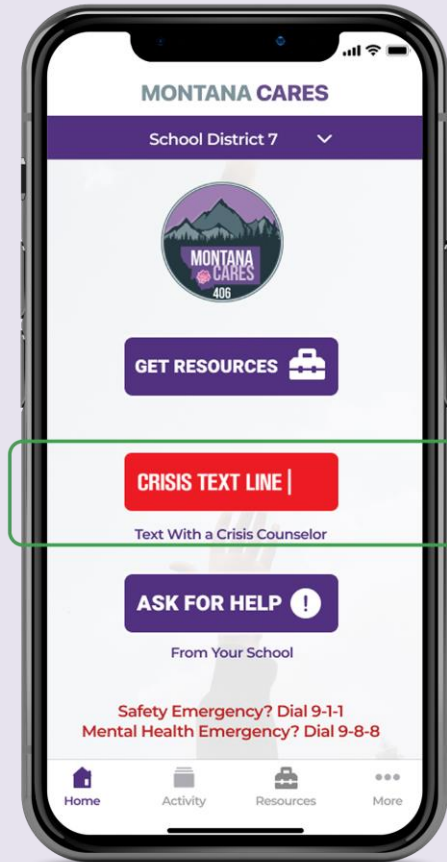 MONTANA CARES
School District 7
MONTANA
CARES
406
GET RESOURCES
CRISIS TEXT LINE |
Text With a Crisis Counselor
ASK FOR HELP !
From Your School
Safety Emergency? Dial 9-1-1
Mental Health Emergency? Dial 9-8-8
Home Activity Resources More